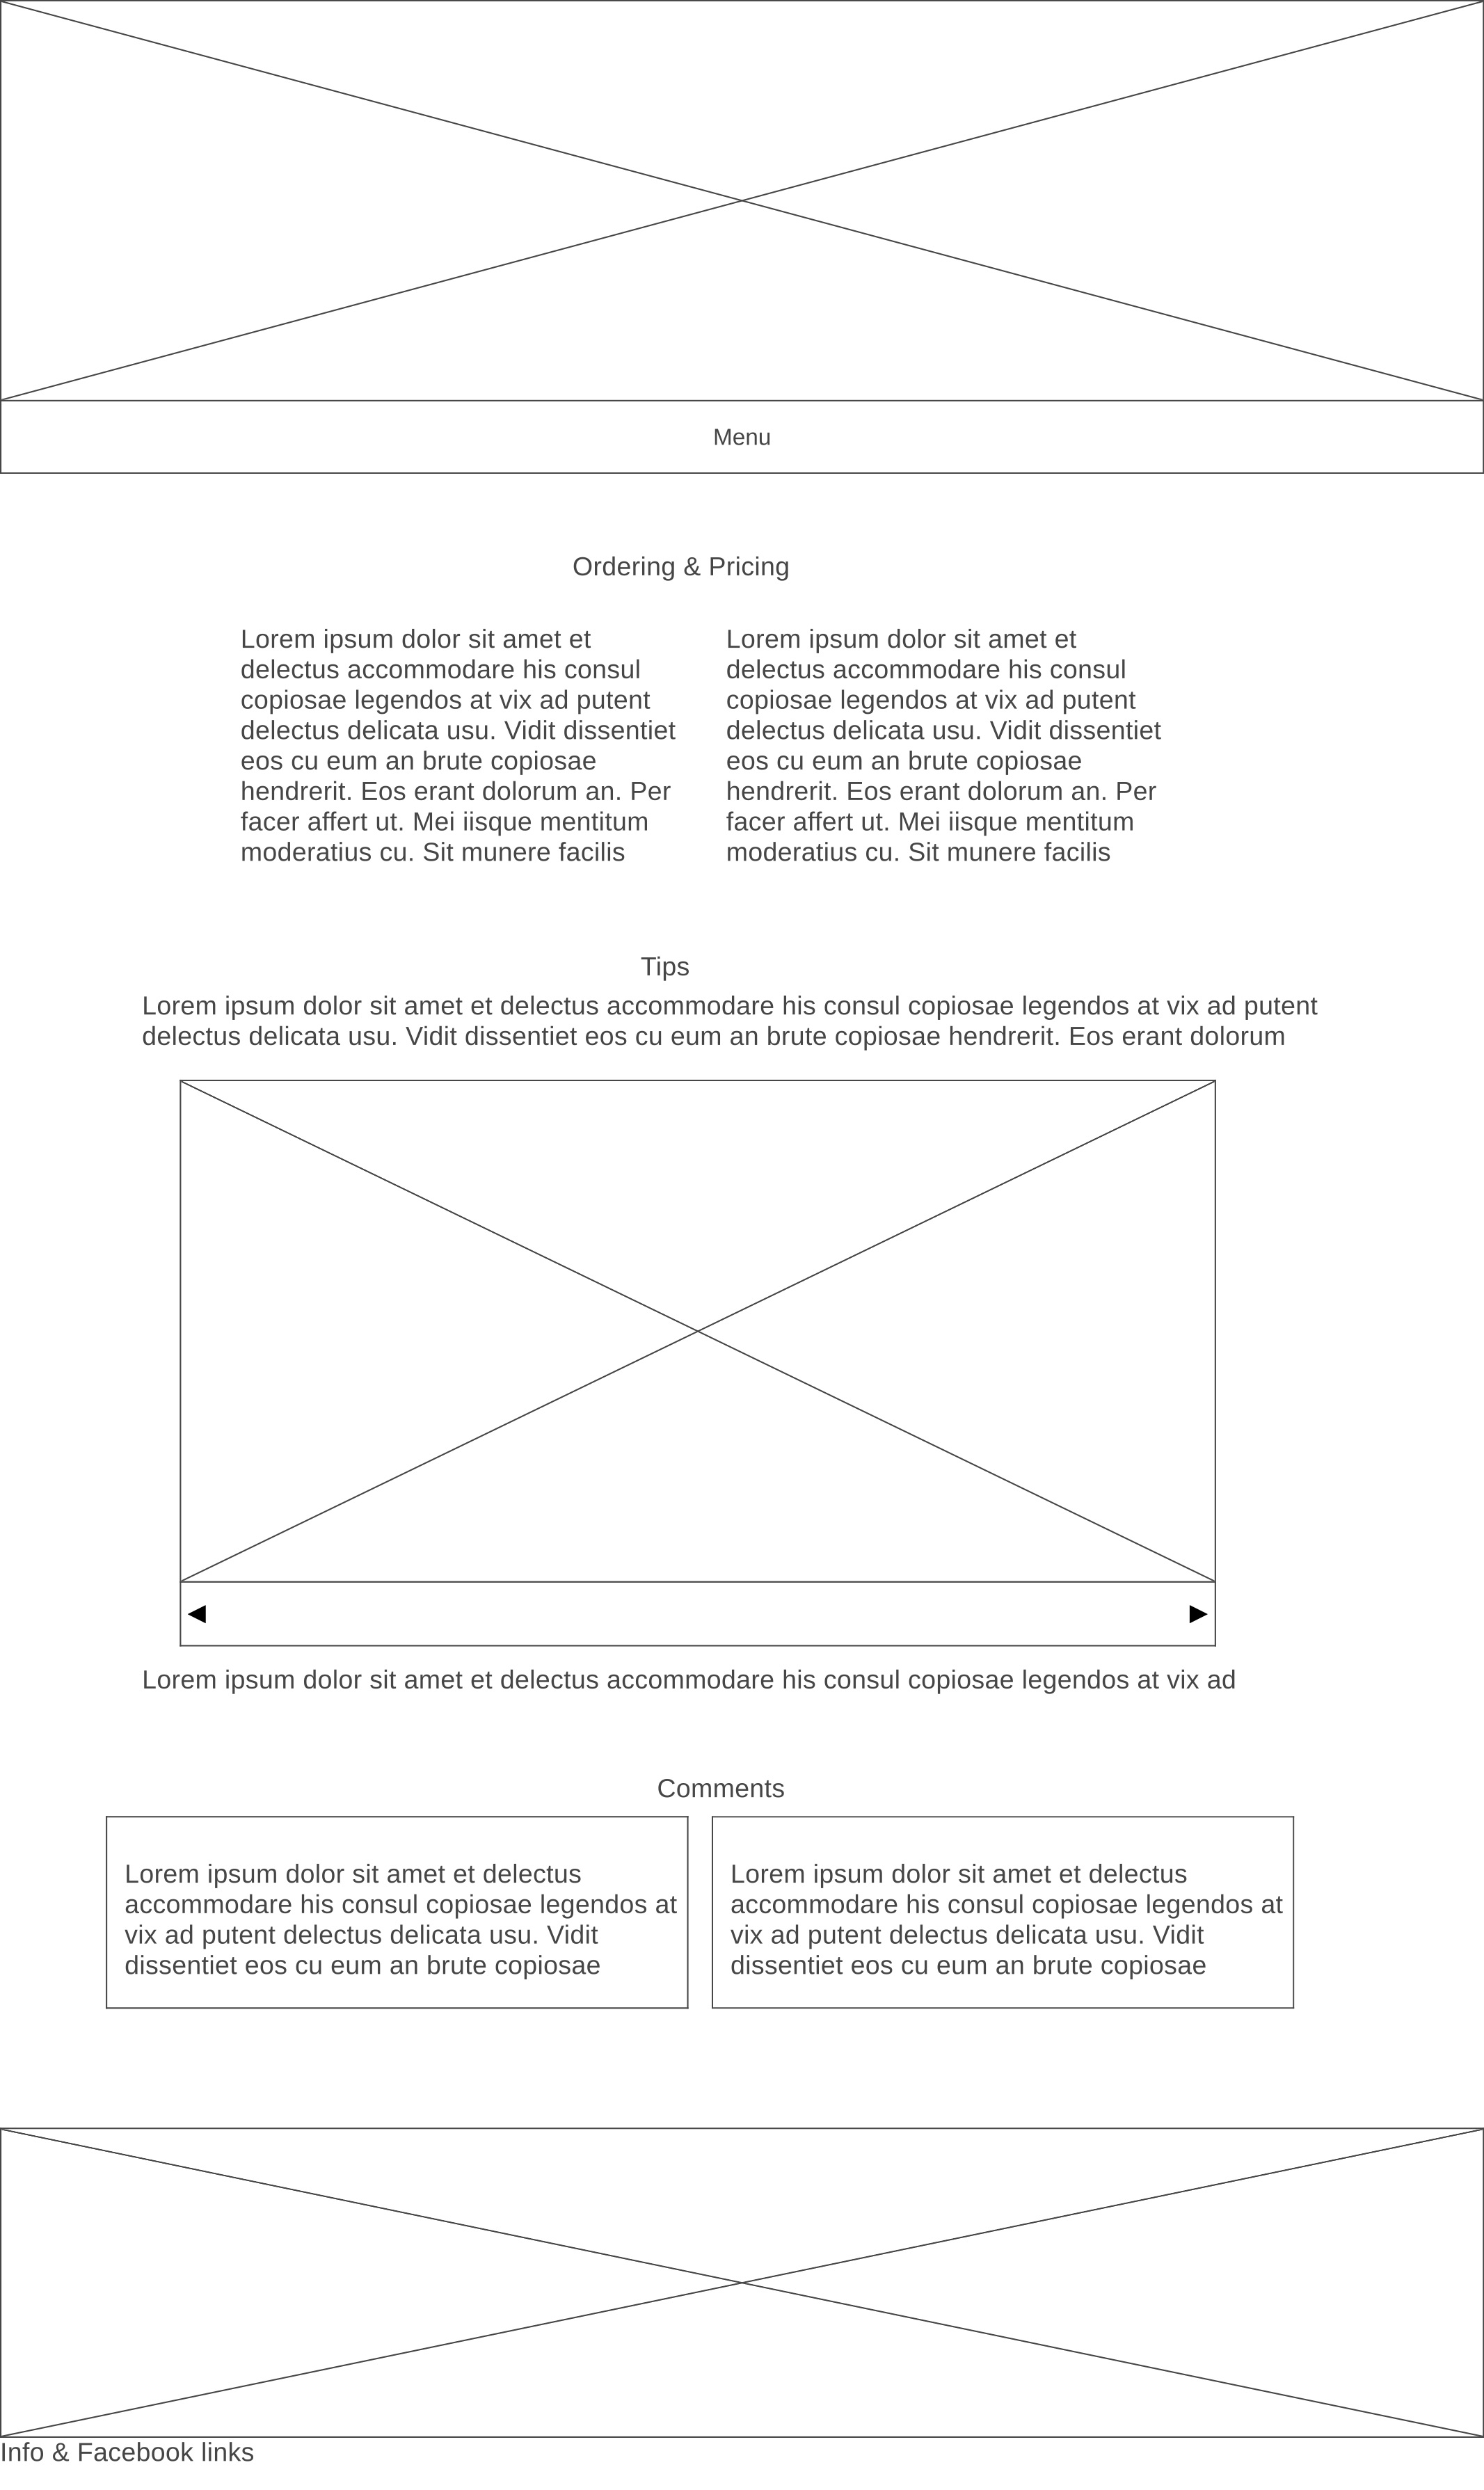 Menu
Ordering & Pricing
Lorem ipsum dolor sit amet et
delectus accommodare his consul
copiosae legendos at vix ad putent
delectus delicata usu. Vidit dissentiet
eos cu eum an brute copiosae
hendrerit. Eos erant dolorum an. Per
facer affert ut. Mei iisque mentitum
moderatius cu. Sit munere facilis
Lorem ipsum dolor sit amet et
delectus accommodare his consul
copiosae legendos at vix ad putent
delectus delicata usu. Vidit dissentiet
eos cu eum an brute copiosae
hendrerit. Eos erant dolorum an. Per
facer affert ut. Mei iisque mentitum
moderatius cu. Sit munere facilis
Tips
Lorem ipsum dolor sit amet et delectus accommodare his consul copiosae legendos at vix ad putent
delectus delicata usu. Vidit dissentiet eos cu eum an brute copiosae hendrerit. Eos erant dolorum
Lorem ipsum dolor sit amet et delectus accommodare his consul copiosae legendos at vix ad
Comments
Lorem ipsum dolor sit amet et delectus
accommodare his consul copiosae legendos at
vix ad putent delectus delicata usu. Vidit
dissentiet eos cu eum an brute copiosae
Lorem ipsum dolor sit amet et delectus
accommodare his consul copiosae legendos at
vix ad putent delectus delicata usu. Vidit
dissentiet eos cu eum an brute copiosae
Info & Facebook links